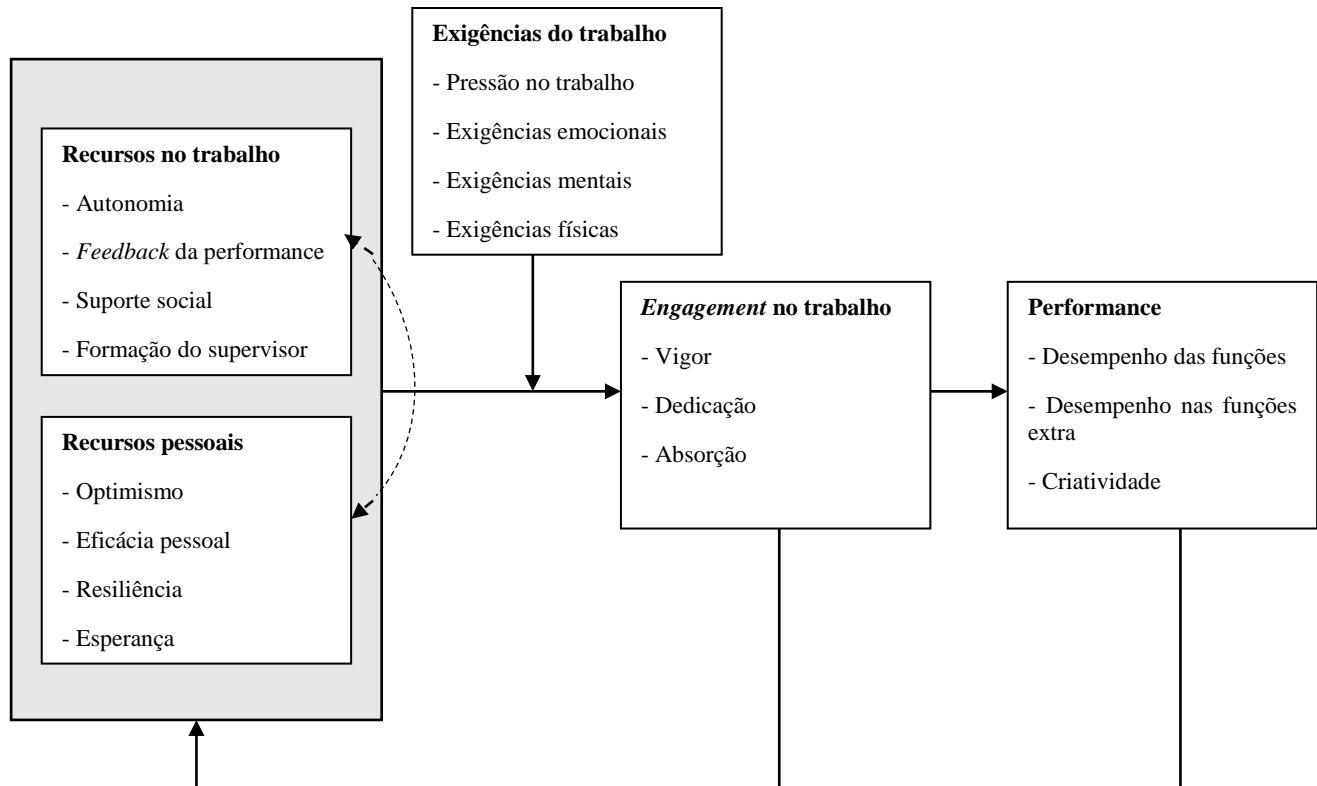 Exigências do trabalho
- Pressão no trabalho
- Exigências emocionais
- Exigências mentais
- Exigências físicas
Recursos no trabalho
- Autonomia
- Feedback da performance
- Suporte social
- Formação do supervisor
Recursos pessoais
- Optimismo
- Eficácia pessoal
- Resiliência
- Esperança
Engagement no trabalho
- Vigor
- Dedicação
- Absorção
Performance
- Desempenho das funções
- Desempenho nas funções
extra
- Criatividade